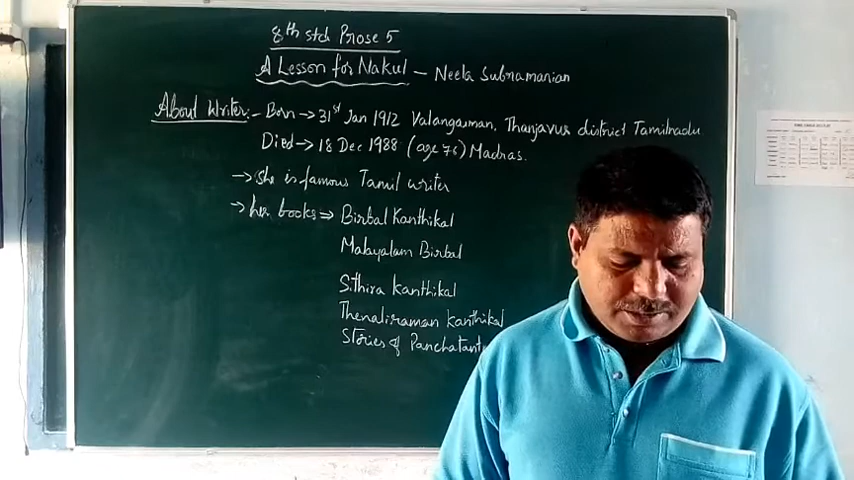 8th std Prose 5
A Lesson for Nakul - Neela Subramanian
About Writer:- Born → 31st Jan 1912 Valangaiman, Thanjavur district Tamilnadu.
Died → 18 Dec 1988 (age 76) Madras.
→ She is famous Tamil writer
→ her books ⇒ Birbal Kanthikal
Malayalam Birbal
Sithira kanthikal
Thenaliraman kanthikal
Stories of Panchatant